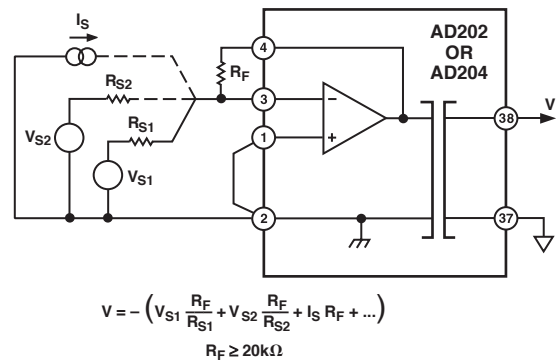 I_S
AD202
OR
AD204
4
R_F
R_S2
3
38
V
R_S1
1
V_S2
V_S1
2
37
V = – ( V_S1 R_F/R_S1 + V_S2 R_F/R_S2 + I_S R_F + ... )
R_F ≥ 20kΩ